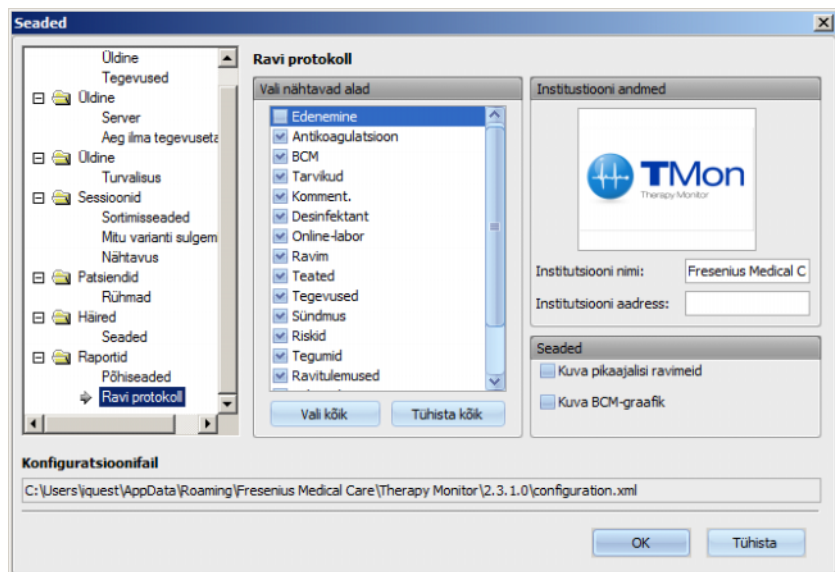 Seaded
Üldine
Tegevused
Üldine
Server
Aeg ilma tegevuseta
Üldine
Turvalisus
Sessioonid
Sortimisseaded
Mitu varianti sulgem
Nähtavus
Patsiendid
Rühmad
Häired
Seaded
Raportid
Põhiseaded
Ravi protokoll
Ravi protokoll
Vali nähtavad alad
Edenemine
Antikoagulatsioon
BCM
Tarvikud
Komment.
Desinfektant
Online-labor
Ravim
Teated
Tegevused
Sündmus
Riskid
Tegumid
Ravitulemused
Vali kõik
Tühista kõik
Institustiooni andmed
TMon
Therapy Monitor
Institutsiooni nimi:
Fresenius Medical C
Institutsiooni aadress:
Seaded
Kuva pikaajalisi ravimeid
Kuva BCM-graafik
Konfiguratsioonifail
C:\Users\iquest\AppData\Roaming\Fresenius Medical Care\Therapy Monitor\2.3.1.0\configuration.xml
OK
Tühista